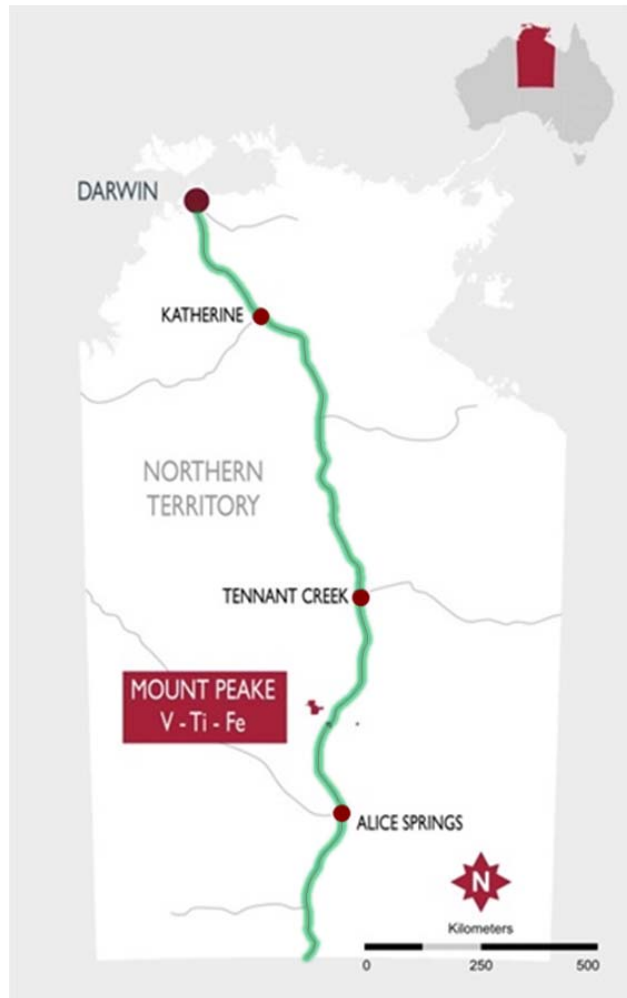 DARWIN
KATHERINE
NORTHERN
TERRITORY
TENNANT CREEK
MOUNT PEAKE
V - Ti - Fe
ALICE SPRINGS
N
Kilometers
0 250 500